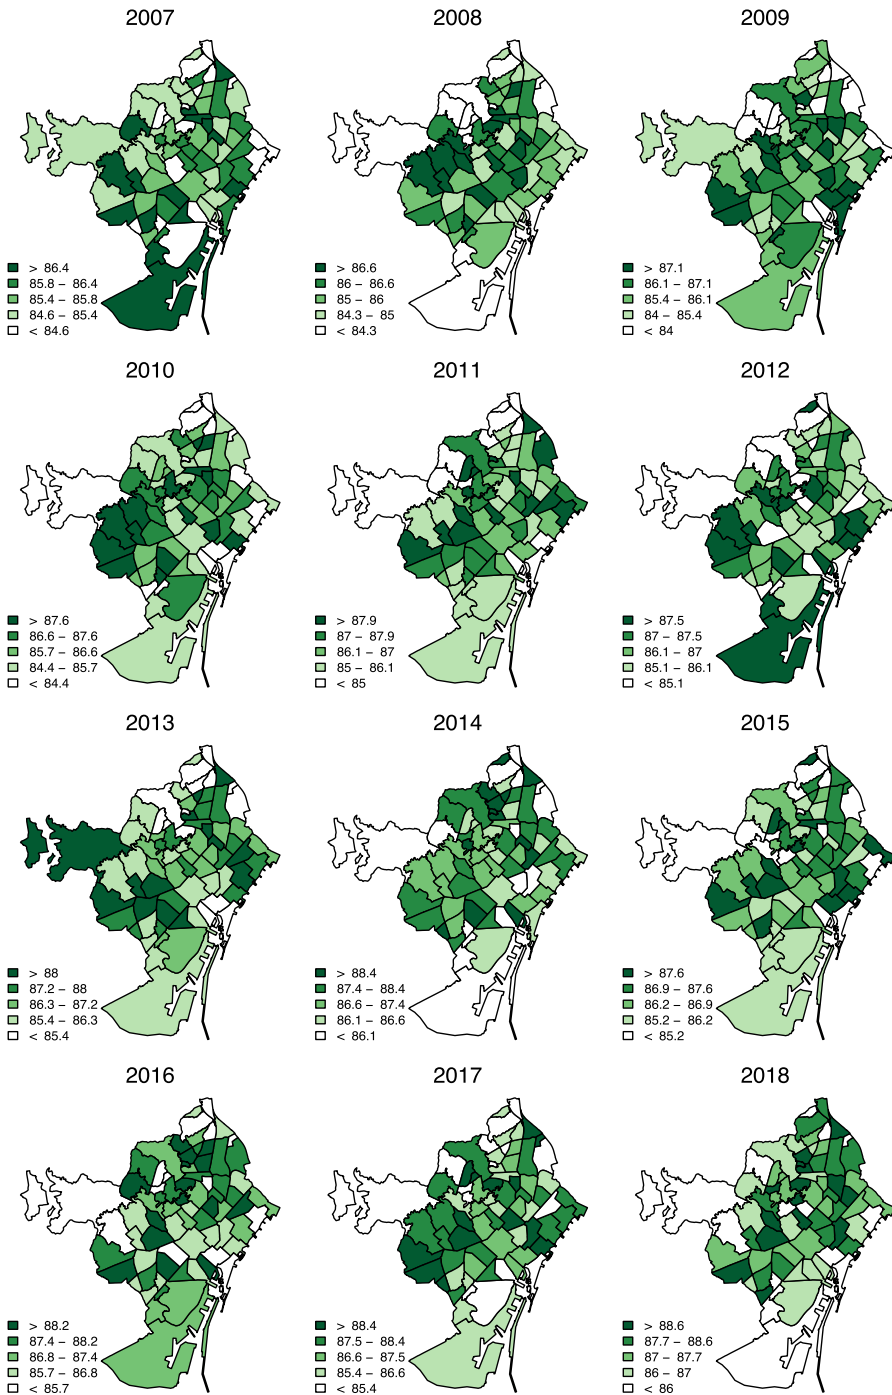 2007
2008
2009
> 86.4
85.8 – 86.4
85.4 – 85.8
84.6 – 85.4
< 84.6
> 86.6
86 – 86.6
85 – 86
84.3 – 85
< 84.3
> 87.1
86.1 – 87.1
85.4 – 86.1
84 – 85.4
< 84
2010
2011
2012
> 87.6
86.6 – 87.6
85.7 – 86.6
84.4 – 85.7
< 84.4
> 87.9
87 – 87.9
86.1 – 87
85 – 86.1
< 85
> 87.5
87 – 87.5
86.1 – 87
85.1 – 86.1
< 85.1
2013
2014
2015
> 88
87.2 – 88
86.3 – 87.2
85.4 – 86.3
< 85.4
> 88.4
87.4 – 88.4
86.6 – 87.4
86.1 – 86.6
< 86.1
> 87.6
86.9 – 87.6
86.2 – 86.9
85.2 – 86.2
< 85.2
2016
2017
2018
> 88.2
87.4 – 88.2
86.8 – 87.4
85.7 – 86.8
< 85.7
> 88.4
87.5 – 88.4
86.6 – 87.5
85.4 – 86.6
< 85.4
> 88.6
87.7 – 88.6
87 – 87.7
86 – 87
< 86